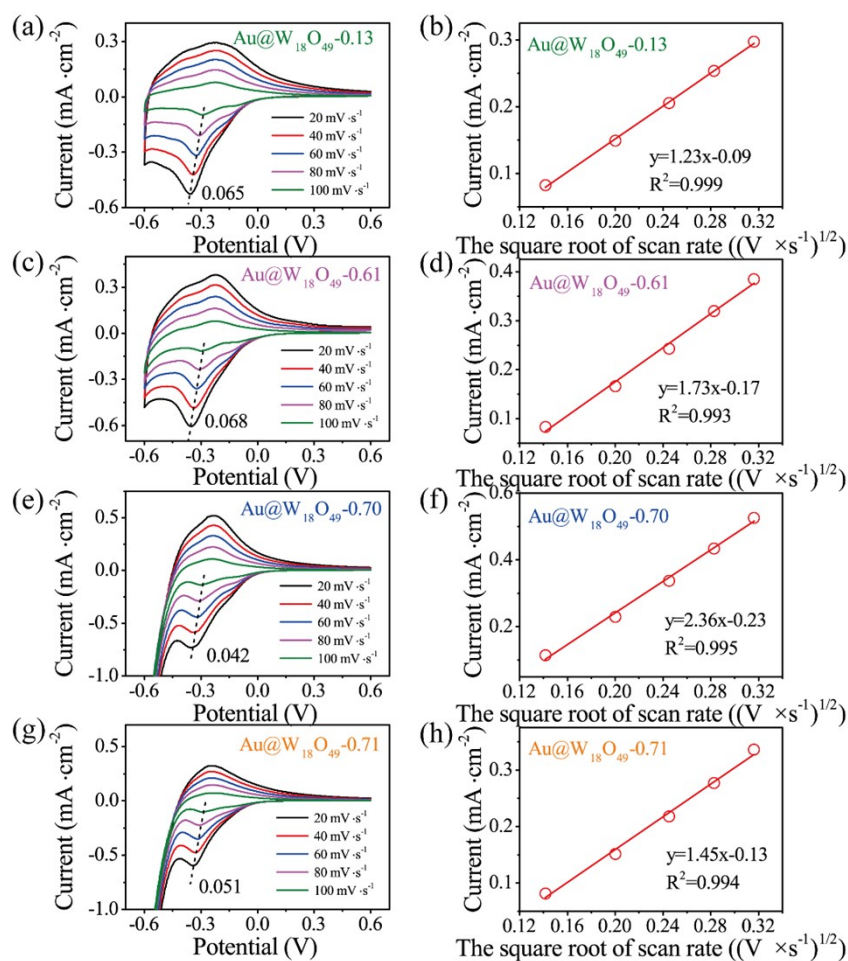 (a)
Au@W₁₈O₄₉-0.13
Current (mA ·cm⁻²)
0.3
0.0
-0.3
-0.6
20 mV ·s⁻¹
40 mV ·s⁻¹
60 mV ·s⁻¹
80 mV ·s⁻¹
100 mV ·s⁻¹
0.065
-0.6 -0.3 0.0 0.3 0.6
Potential (V)
(b)
Au@W₁₈O₄₉-0.13
Current (mA ·cm⁻²)
0.3
0.2
0.1
y=1.23x-0.09
R²=0.999
0.12 0.16 0.20 0.24 0.28 0.32
The square root of scan rate ((V ×s⁻¹)¹/²)
(c)
Au@W₁₈O₄₉-0.61
Current (mA ·cm⁻²)
0.3
0.0
-0.3
-0.6
20 mV ·s⁻¹
40 mV ·s⁻¹
60 mV ·s⁻¹
80 mV ·s⁻¹
100 mV ·s⁻¹
0.068
-0.6 -0.3 0.0 0.3 0.6
Potential (V)
(d)
Au@W₁₈O₄₉-0.61
Current (mA ·cm⁻²)
0.4
0.3
0.2
0.1
y=1.73x-0.17
R²=0.993
0.12 0.16 0.20 0.24 0.28 0.32
The square root of scan rate ((V ×s⁻¹)¹/²)
(e)
Au@W₁₈O₄₉-0.70
Current (mA ·cm⁻²)
0.5
0.0
-0.5
-1.0
20 mV ·s⁻¹
40 mV ·s⁻¹
60 mV ·s⁻¹
80 mV ·s⁻¹
100 mV ·s⁻¹
0.042
-0.6 -0.3 0.0 0.3 0.6
Potential (V)
(f)
Au@W₁₈O₄₉-0.70
Current (mA ·cm⁻²)
0.6
0.4
0.2
y=2.36x-0.23
R²=0.995
0.12 0.16 0.20 0.24 0.28 0.32
The square root of scan rate ((V ×s⁻¹)¹/²)
(g)
Au@W₁₈O₄₉-0.71
Current (mA ·cm⁻²)
0.5
0.0
-0.5
-1.0
20 mV ·s⁻¹
40 mV ·s⁻¹
60 mV ·s⁻¹
80 mV ·s⁻¹
100 mV ·s⁻¹
0.051
-0.6 -0.3 0.0 0.3 0.6
Potential (V)
(h)
Au@W₁₈O₄₉-0.71
Current (mA ·cm⁻²)
0.3
0.2
0.1
y=1.45x-0.13
R²=0.994
0.12 0.16 0.20 0.24 0.28 0.32
The square root of scan rate ((V ×s⁻¹)¹/²)